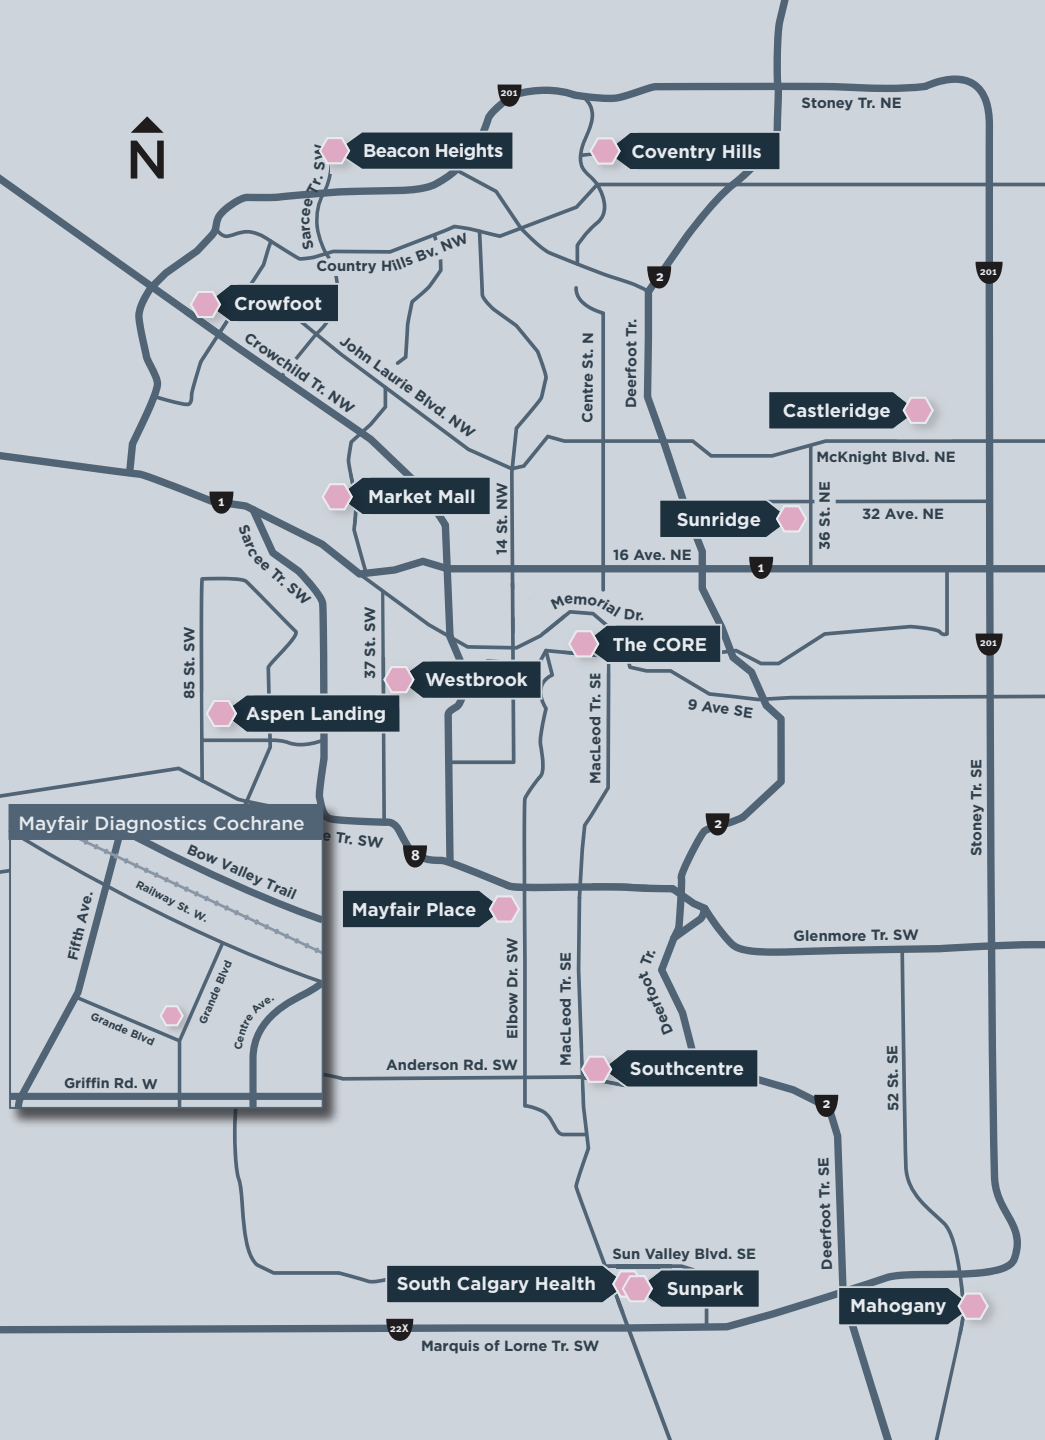 201
Stoney Tr. NE
N
Beacon Heights
Coventry Hills
Sarcee Tr. SW
Country Hills Bv. NW
2
201
Crowfoot
Crowchild Tr. NW
John Laurie Blvd. NW
Centre St. N
Deerfoot Tr.
Castleridge
McKnight Blvd. NE
Market Mall
1
14 St. NW
Sunridge
36 St. NE
32 Ave. NE
16 Ave. NE
1
Sarcee Tr. SW
Memorial Dr.
The CORE
201
85 St. SW
37 St. SW
Westbrook
Aspen Landing
MacLeod Tr. SE
9 Ave SE
Stoney Tr. SE
2
Mayfair Diagnostics Cochrane
e Tr. SW
8
Bow Valley Trail
Railway St. W.
Fifth Ave.
Grande Blvd
Grande Blvd
Centre Ave.
Griffin Rd. W
Mayfair Place
Glenmore Tr. SW
Elbow Dr. SW
MacLeod Tr. SE
Deerfoot Tr.
Anderson Rd. SW
Southcentre
52 St. SE
2
Deerfoot Tr. SE
Sun Valley Blvd. SE
South Calgary Health
Sunpark
Mahogany
22X
Marquis of Lorne Tr. SW